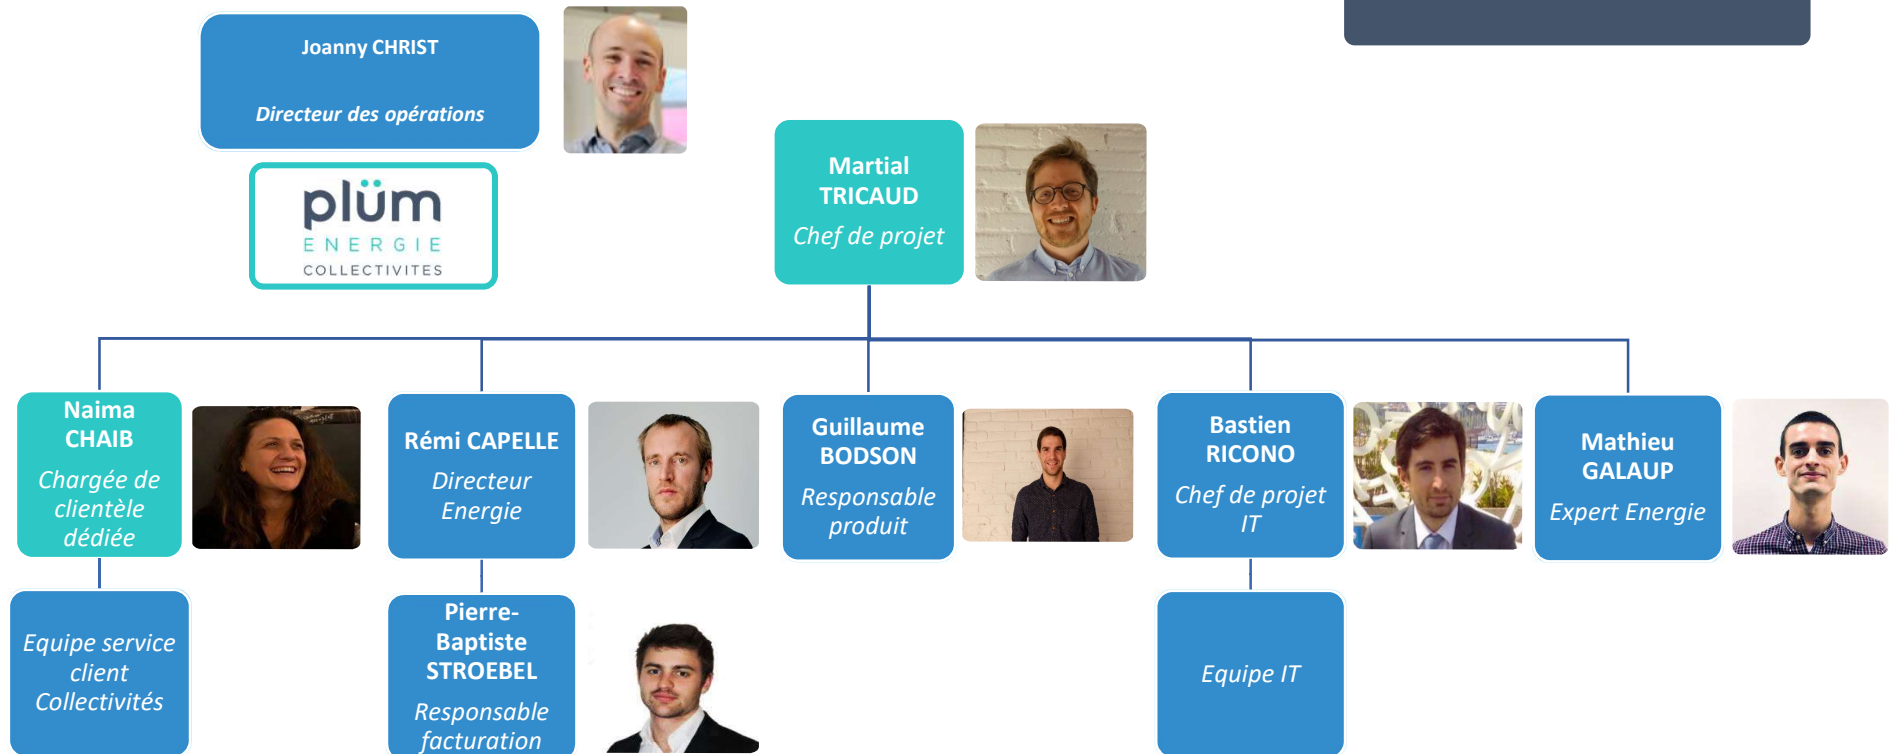 Joanny CHRIST
Directeur des opérations
plüm
ENERGIE
COLLECTIVITES
Martial
TRICAUD
Chef de projet
Naima
CHAIB
Chargée de
clientèle
dédiée
Rémi CAPELLE
Directeur
Energie
Guillaume
BODSON
Responsable
produit
Bastien
RICONO
Chef de projet
IT
Mathieu
GALAUP
Expert Energie
Equipe service
client
Collectivités
Pierre-
Baptiste
STROEBEL
Responsable
facturation
Equipe IT